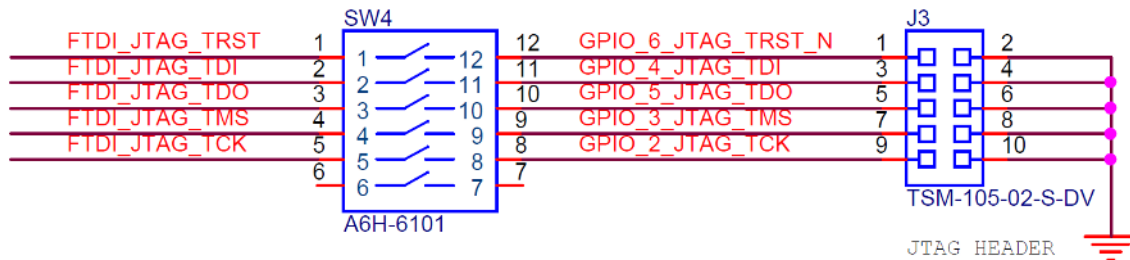 SW4 J3
FTDI_JTAG_TRST 1 1 12 12 GPIO_6_JTAG_TRST_N 1 2
FTDI_JTAG_TDI 2 2 11 11 GPIO_4_JTAG_TDI 3 4
FTDI_JTAG_TDO 3 3 10 10 GPIO_5_JTAG_TDO 5 6
FTDI_JTAG_TMS 4 4 9 9 GPIO_3_JTAG_TMS 7 8
FTDI_JTAG_TCK 5 5 8 8 GPIO_2_JTAG_TCK 9 10
6 6 7 7
A6H-6101 TSM-105-02-S-DV
JTAG HEADER